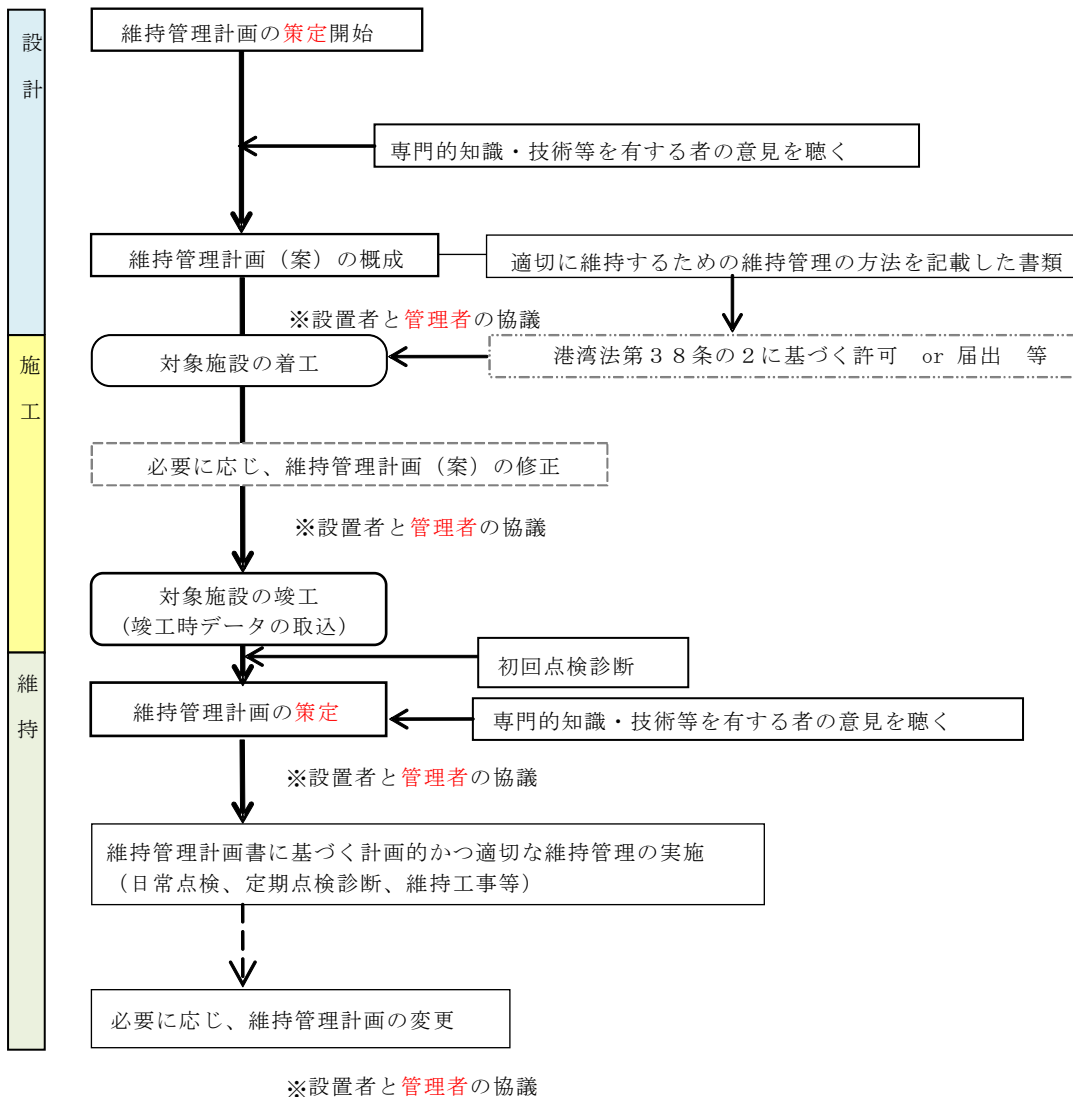 設計
維持管理計画の策定開始
専門的知識・技術等を有する者の意見を聴く
維持管理計画（案）の概成
適切に維持するための維持管理の方法を記載した書類
※設置者と管理者の協議
施工
対象施設の着工
港湾法第３８条の２に基づく許可 or 届出 等
必要に応じ、維持管理計画（案）の修正
※設置者と管理者の協議
対象施設の竣工
(竣工時データの取込)
初回点検診断
維持
維持管理計画の策定
専門的知識・技術等を有する者の意見を聴く
※設置者と管理者の協議
維持管理計画書に基づく計画的かつ適切な維持管理の実施
（日常点検、定期点検診断、維持工事等）
必要に応じ、維持管理計画の変更
※設置者と管理者の協議